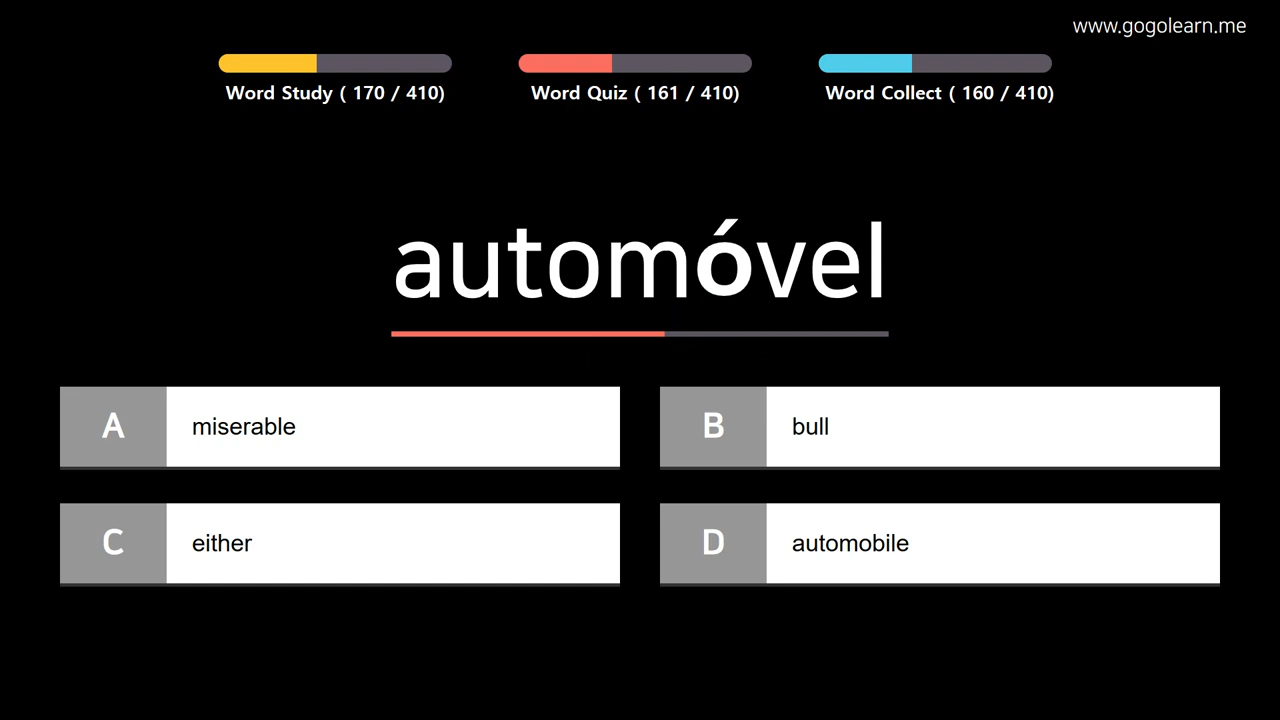 www.gogolearn.me
Word Study ( 170 / 410)
Word Quiz ( 161 / 410)
Word Collect ( 160 / 410)
automóvel
A miserable
B bull
C either
D automobile